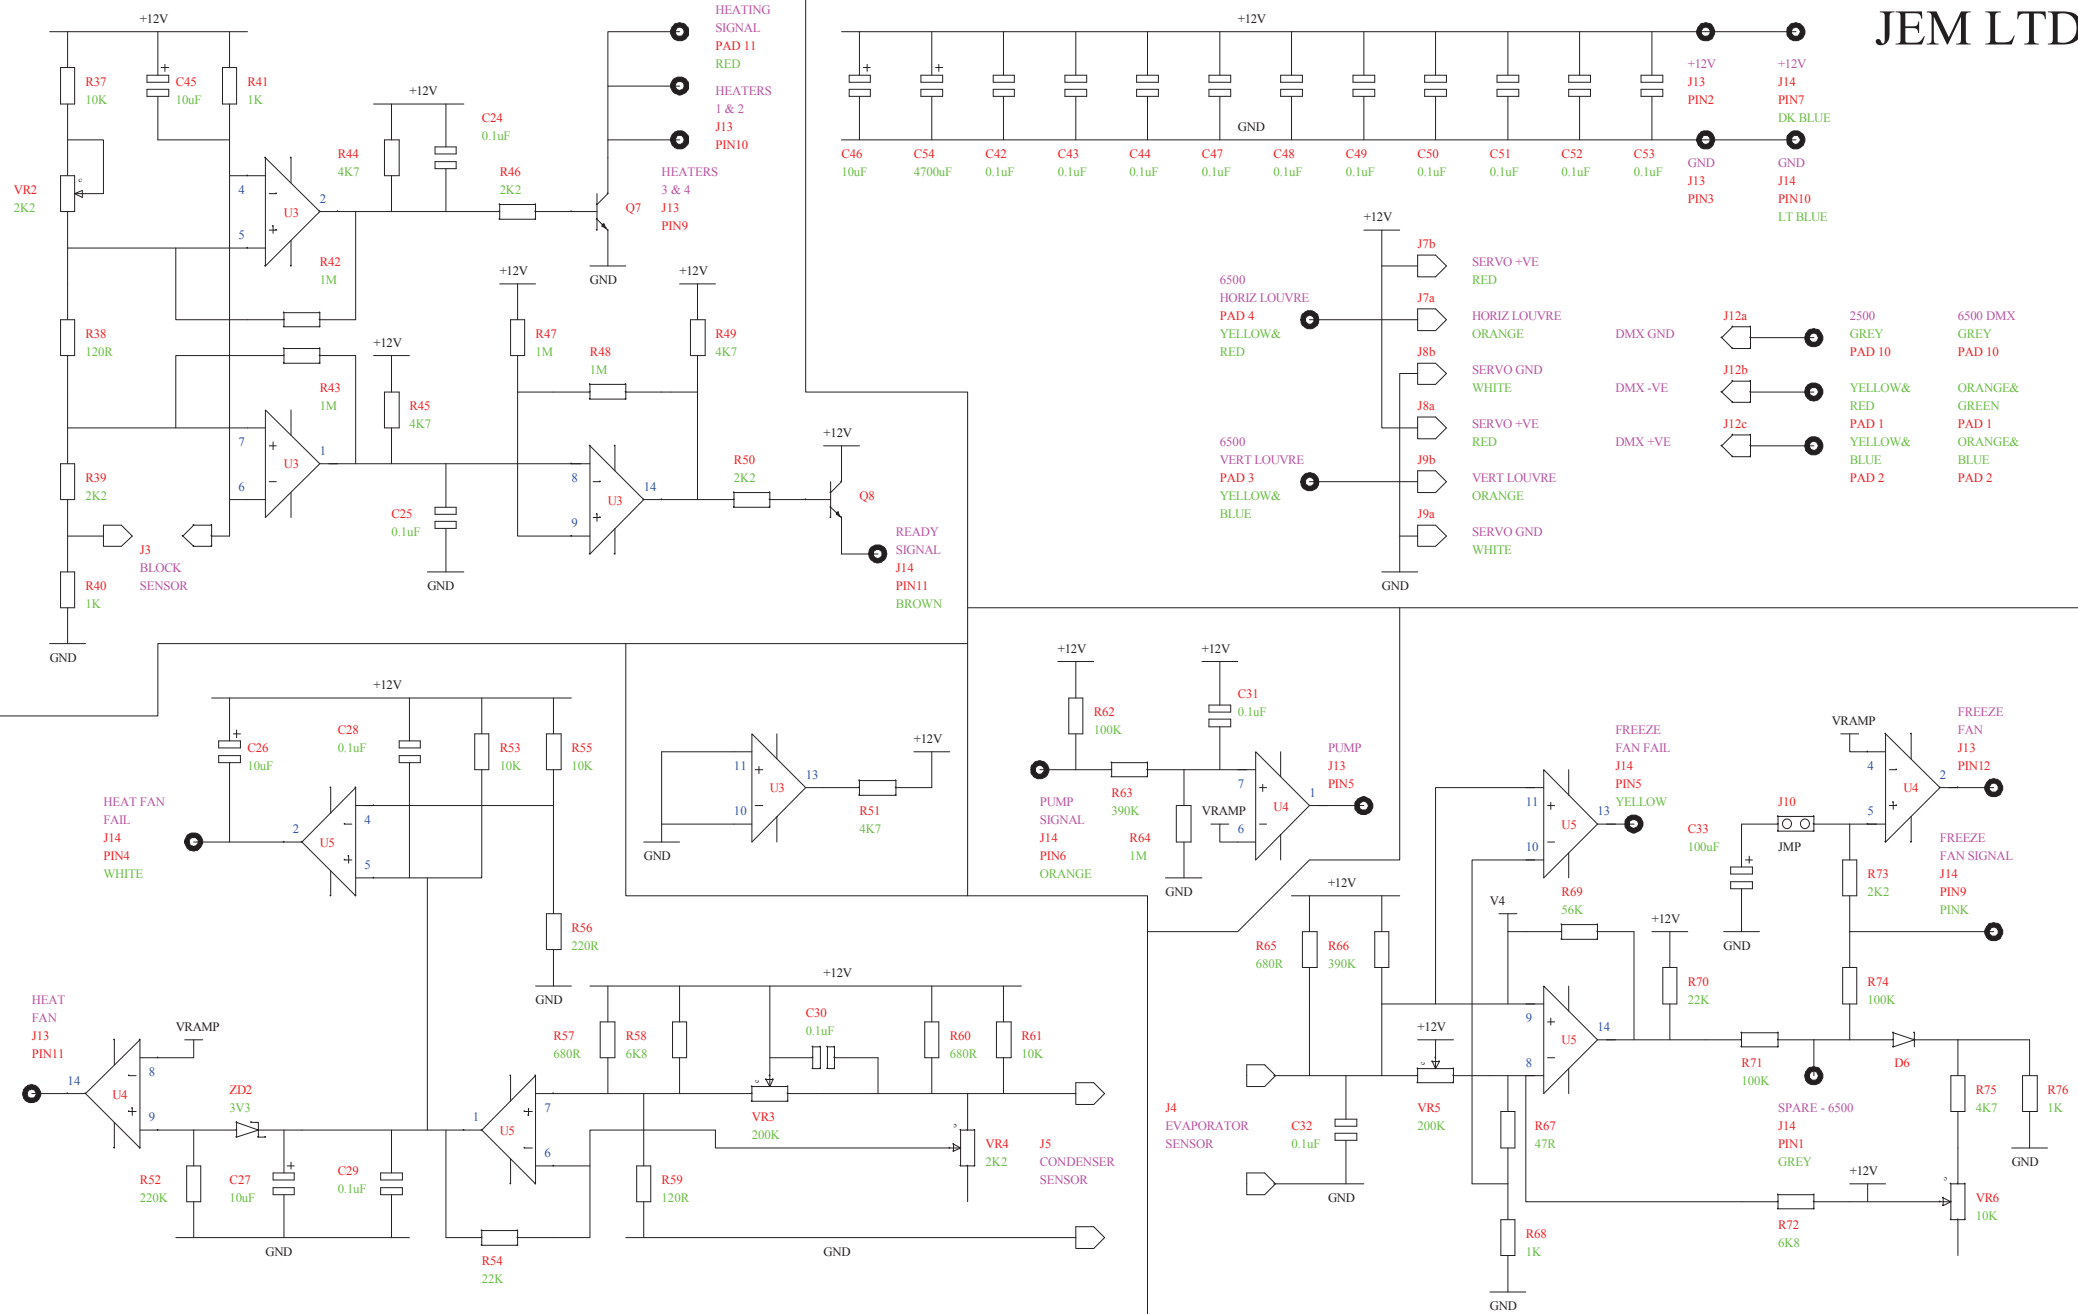 JEM LTD
+12V
R37
10K
C45
10uF
R41
1K
+12V
VR2
2K2
4
5
2
U3
R44
4K7
C24
0.1uF
R46
2K2
Q7
GND
HEATING
SIGNAL
PAD 11
RED
HEATERS
1 & 2
J13
PIN10
HEATERS
3 & 4
J13
PIN9
R42
1M
R38
120R
R43
1M
+12V
R45
4K7
R39
2K2
7
6
1
U3
J3
BLOCK
SENSOR
R40
1K
GND
C25
0.1uF
GND
+12V
R47
1M
R48
1M
+12V
R49
4K7
8
9
14
U3
R50
2K2
+12V
Q8
READY
SIGNAL
J14
PIN11
BROWN
+12V
GND
C46
10uF
C54
4700uF
C42
0.1uF
C43
0.1uF
C44
0.1uF
C47
0.1uF
C48
0.1uF
C49
0.1uF
C50
0.1uF
C51
0.1uF
C52
0.1uF
C53
0.1uF
+12V
J13
PIN2
+12V
J14
PIN7
DK BLUE
GND
J13
PIN3
GND
J14
PIN10
LT BLUE
+12V
6500
HORIZ LOUVRE
PAD 4
YELLOW&
RED
6500
VERT LOUVRE
PAD 3
YELLOW&
BLUE
J7b
SERVO +VE
RED
J7a
HORIZ LOUVRE
ORANGE
J8b
SERVO GND
WHITE
J8a
SERVO +VE
RED
J9b
VERT LOUVRE
ORANGE
J9a
SERVO GND
WHITE
GND
DMX GND
J12a
DMX -VE
J12b
DMX +VE
J12c
2500
GREY
PAD 10
YELLOW&
RED
PAD 1
YELLOW&
BLUE
PAD 2
6500 DMX
GREY
PAD 10
ORANGE&
GREEN
PAD 1
ORANGE&
BLUE
PAD 2
+12V
C26
10uF
C28
0.1uF
R53
10K
R55
10K
HEAT FAN
FAIL
J14
PIN4
WHITE
2
U5
4
5
R56
220R
GND
11
10
13
U3
+12V
R51
4K7
GND
HEAT
FAN
J13
PIN11
VRAMP
14
U4
8
9
ZD2
3V3
R52
220K
C27
10uF
C29
0.1uF
GND
1
U5
7
6
R54
22K
+12V
R57
680R
R58
6K8
C30
0.1uF
R60
680R
R61
10K
VR3
200K
R59
120R
VR4
2K2
J5
CONDENSER
SENSOR
GND
+12V
R62
100K
+12V
C31
0.1uF
PUMP
SIGNAL
J14
PIN6
ORANGE
R63
390K
R64
1M
VRAMP
GND
7
6
1
U4
PUMP
J13
PIN5
+12V
R65
680R
R66
390K
J4
EVAPORATOR
SENSOR
C32
0.1uF
GND
+12V
VR5
200K
V4
R69
56K
11
10
13
U5
FREEZE
FAN FAIL
J14
PIN5
YELLOW
9
8
14
U5
R67
47R
R68
1K
GND
+12V
R70
22K
R71
100K
SPARE - 6500
J14
PIN1
GREY
D6
R72
6K8
+12V
VR6
10K
R75
4K7
R76
1K
GND
VRAMP
4
5
2
U4
FREEZE
FAN
J13
PIN12
J10
JMP
C33
100uF
GND
R73
2K2
R74
100K
FREEZE
FAN SIGNAL
J14
PIN9
PINK